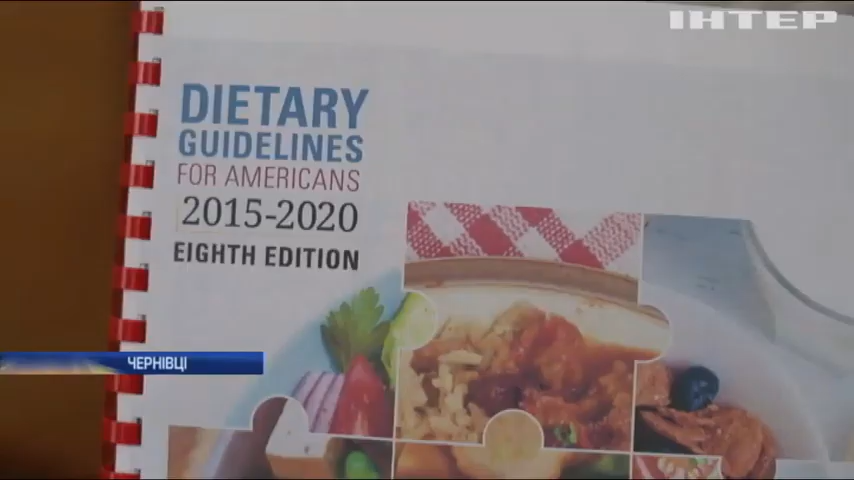 ІНТЕР
DIETARY
GUIDELINES
FOR AMERICANS
2015-2020
EIGHTH EDITION
ЧЕРНІВЦІ